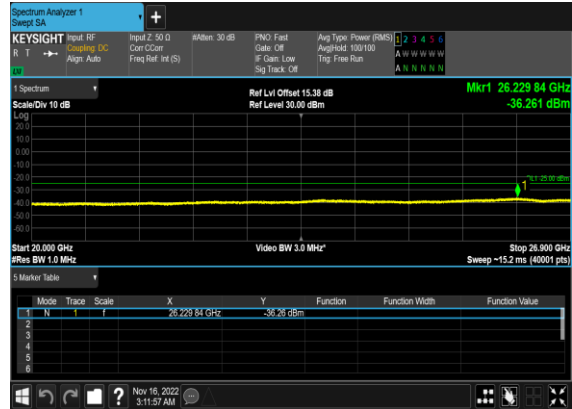 Spectrum Analyzer 1
Swept SA
KEYSIGHT Input: RF Input Z: 50 Ω #Atten: 30 dB PNO: Fast Avg Type: Power (RMS) 1 2 3 4 5 6
R T Coupling: DC Corr CCorr Gate: Off Avg|Hold: 100/100 A W W W W W
Align: Auto Freq Ref: Int (S) IF Gain: Low Trig: Free Run
Sig Track: Off A N N N N N
1 Spectrum Ref Lvl Offset 15.38 dB Mkr1 26.229 84 GHz
Scale/Div 10 dB Ref Level 30.00 dBm -36.261 dBm
Log
20.0
10.0
0.00
-10.0
-20.0
DL1 -25.00 dBm
-30.0
1
-40.0
-50.0
-60.0
Start 20.000 GHz Video BW 3.0 MHz* Stop 26.900 GHz
#Res BW 1.0 MHz Sweep ~15.2 ms (40001 pts)
5 Marker Table
Mode Trace Scale X Y Function Function Width Function Value
1 N 1 f 26.229 84 GHz -36.26 dBm
2
3
4
5
6
? Nov 16, 2022
3:11:57 AM